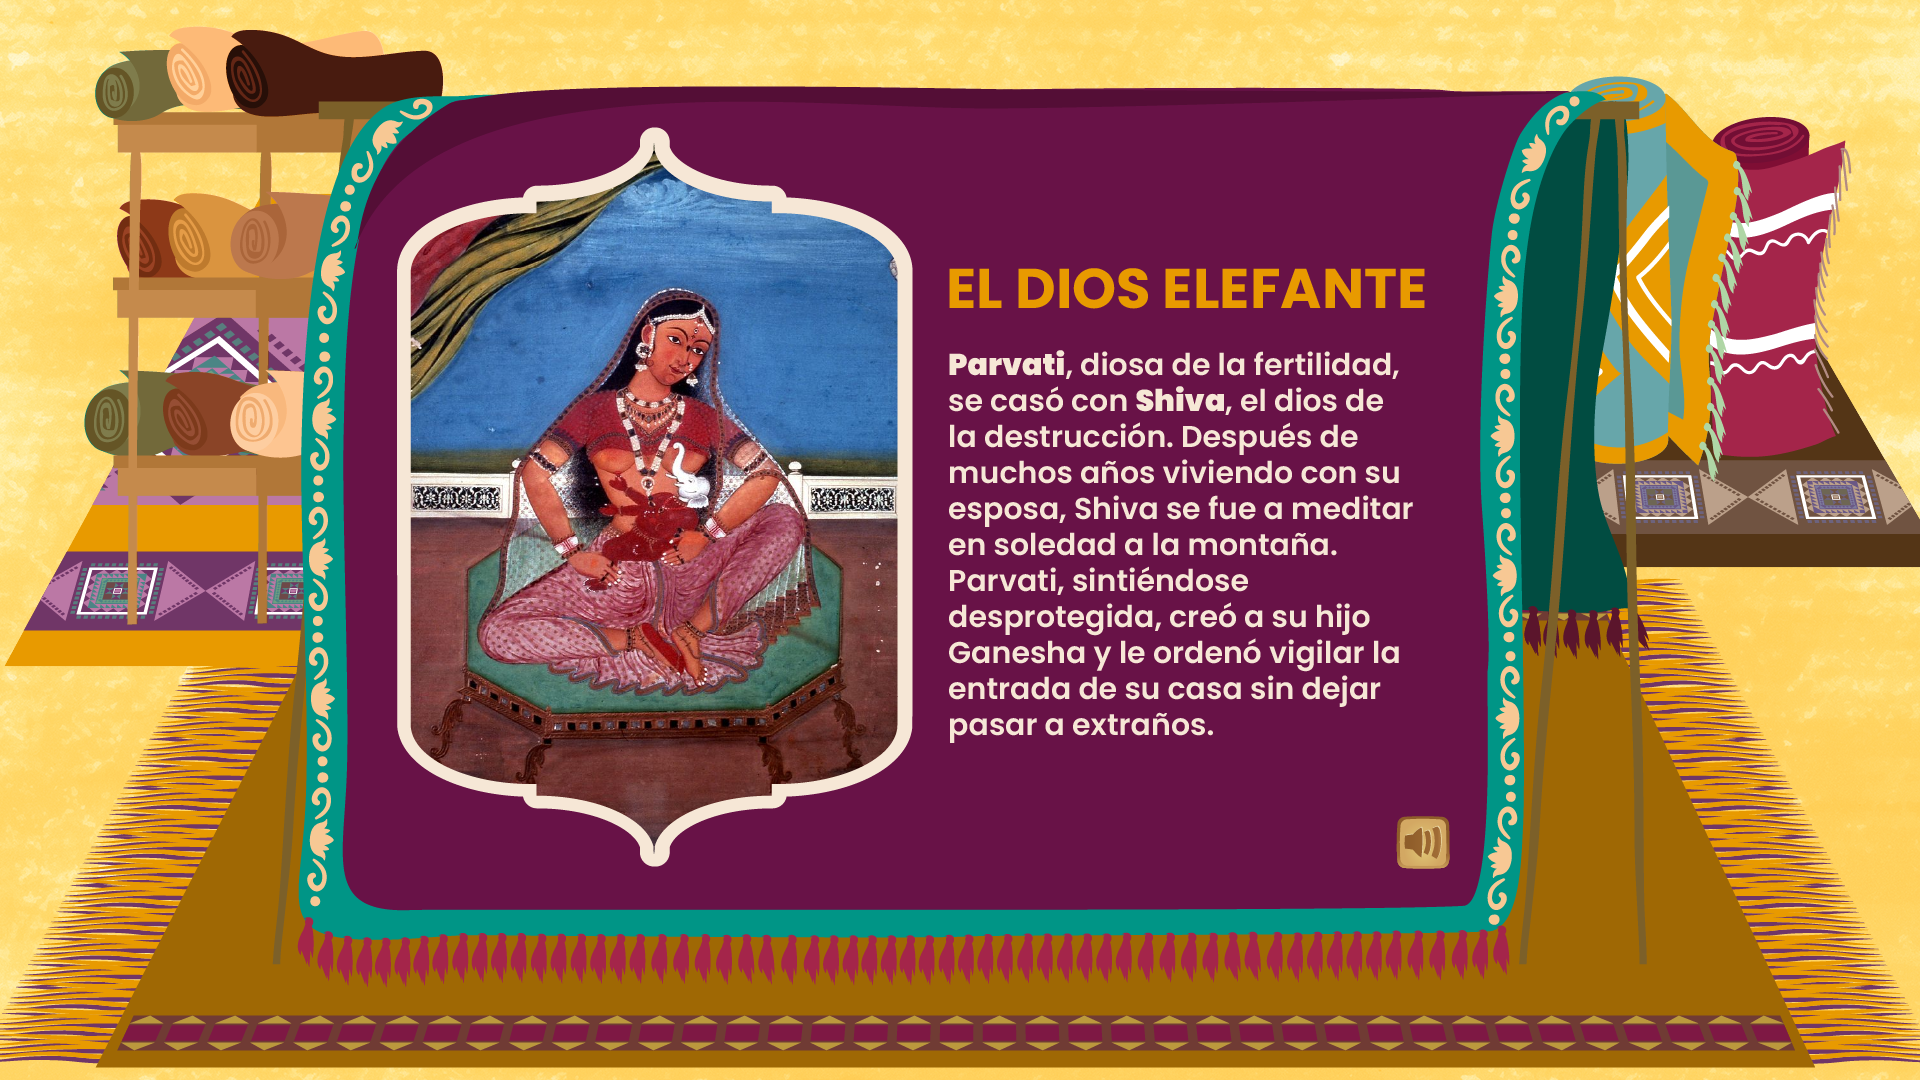 EL DIOS ELEFANTE
Parvati, diosa de la fertilidad,
se casó con Shiva, el dios de
la destrucción. Después de
muchos años viviendo con su
esposa, Shiva se fue a meditar
en soledad a la montaña.
Parvati, sintiéndose
desprotegida, creó a su hijo
Ganesha y le ordenó vigilar la
entrada de su casa sin dejar
pasar a extraños.